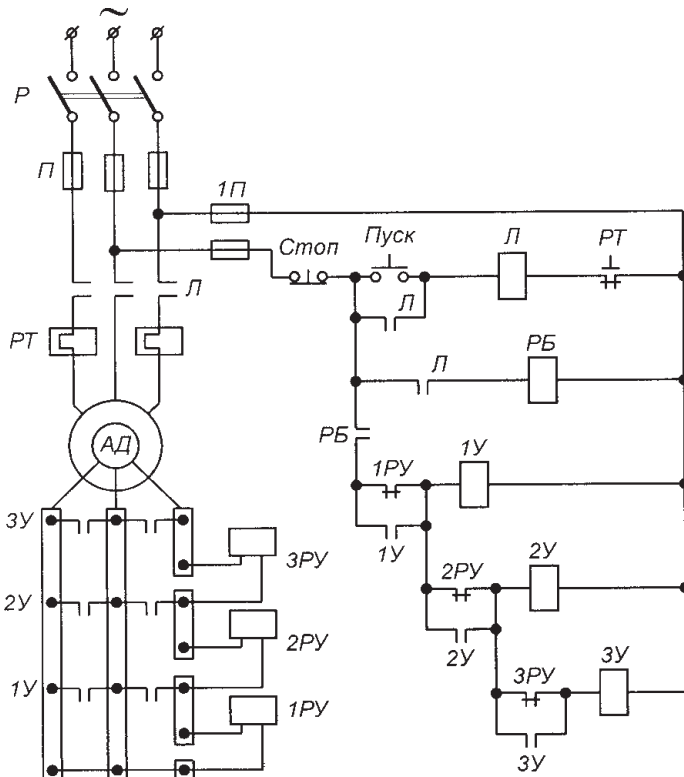 ~
Р
П
1П
Стоп
Пуск
Л
РТ
Л
Л
РТ
Л
РБ
АД
РБ
1РУ
1У
3У
1У
3РУ
2РУ
2У
2У
2РУ
2У
1У
3РУ
3У
1РУ
3У